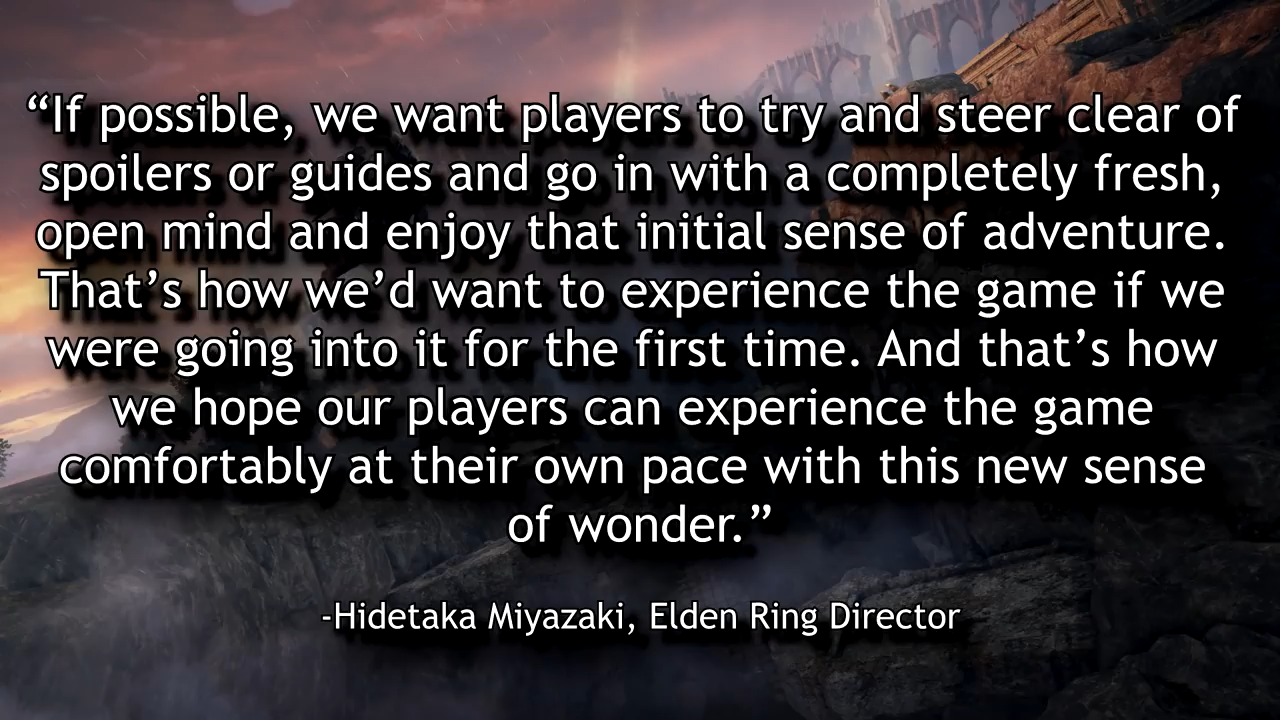 “If possible, we want players to try and steer clear of
spoilers or guides and go in with a completely fresh,
open mind and enjoy that initial sense of adventure.
That’s how we’d want to experience the game if we
were going into it for the first time. And that’s how
we hope our players can experience the game
comfortably at their own pace with this new sense
of wonder.”
-Hidetaka Miyazaki, Elden Ring Director